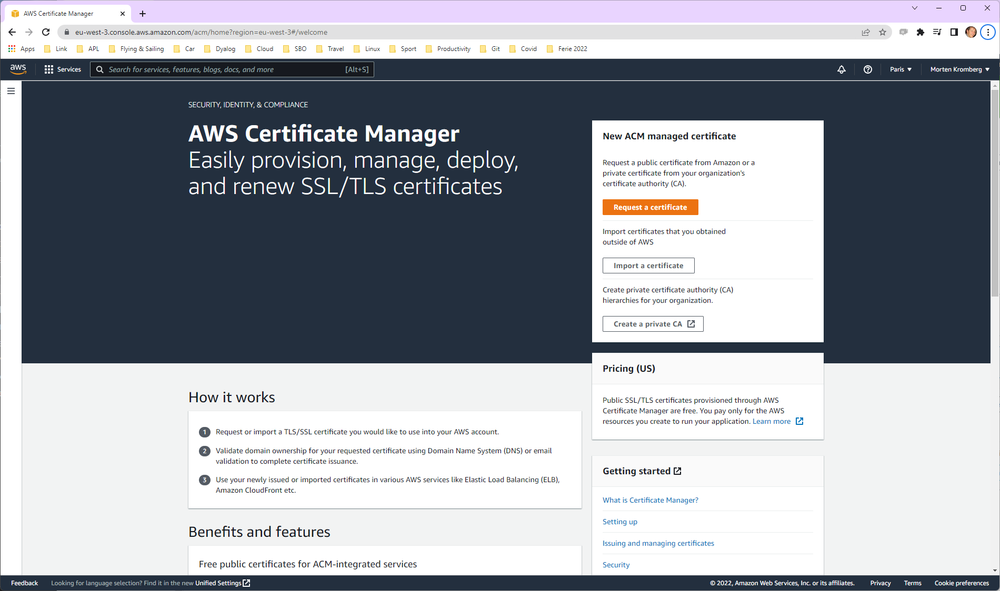 AWS Certificate Manager
eu-west-3.console.aws.amazon.com/acm/home?region=eu-west-3#/welcome
Apps Link APL Flying & Sailing Car Dyalog Cloud SBO Travel Linux Sport Productivity Git Covid Ferie 2022
aws Services Search for services, features, blogs, docs, and more [Alt+S] Paris Morten Kromberg
SECURITY, IDENTITY, & COMPLIANCE
AWS Certificate Manager
Easily provision, manage, deploy,
and renew SSL/TLS certificates
New ACM managed certificate
Request a public certificate from Amazon or a
private certificate from your organization's
certificate authority (CA).
Request a certificate
Import certificates that you obtained
outside of AWS
Import a certificate
Create private certificate authority (CA)
hierarchies for your organization.
Create a private CA
Pricing (US)
Public SSL/TLS certificates provisioned through AWS
Certificate Manager are free. You pay only for the AWS
resources you create to run your application. Learn more
How it works
1 Request or import a TLS/SSL certificate you would like to use into your AWS account.
2 Validate domain ownership for your requested certificate using Domain Name System (DNS) or email
validation to complete certificate issuance.
3 Use your newly issued or imported certificates in various AWS services like Elastic Load Balancing (ELB),
Amazon CloudFront etc.
Getting started
What is Certificate Manager?
Setting up
Issuing and managing certificates
Security
Benefits and features
Free public certificates for ACM-integrated services
Feedback Looking for language selection? Find it in the new Unified Settings © 2022, Amazon Web Services, Inc. or its affiliates. Privacy Terms Cookie preferences